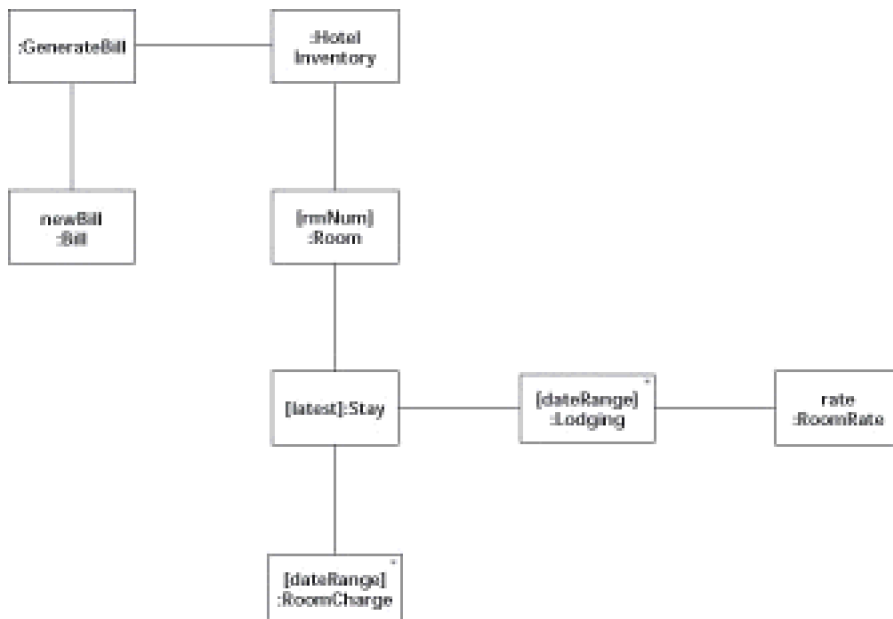 :GenerateBill
:Hotel
Inventory
newBill
:Bill
[rmNum]
:Room
[latest]:Stay
*
[dateRange]
:Lodging
rate
:RoomRate
*
[dateRange]
:RoomCharge